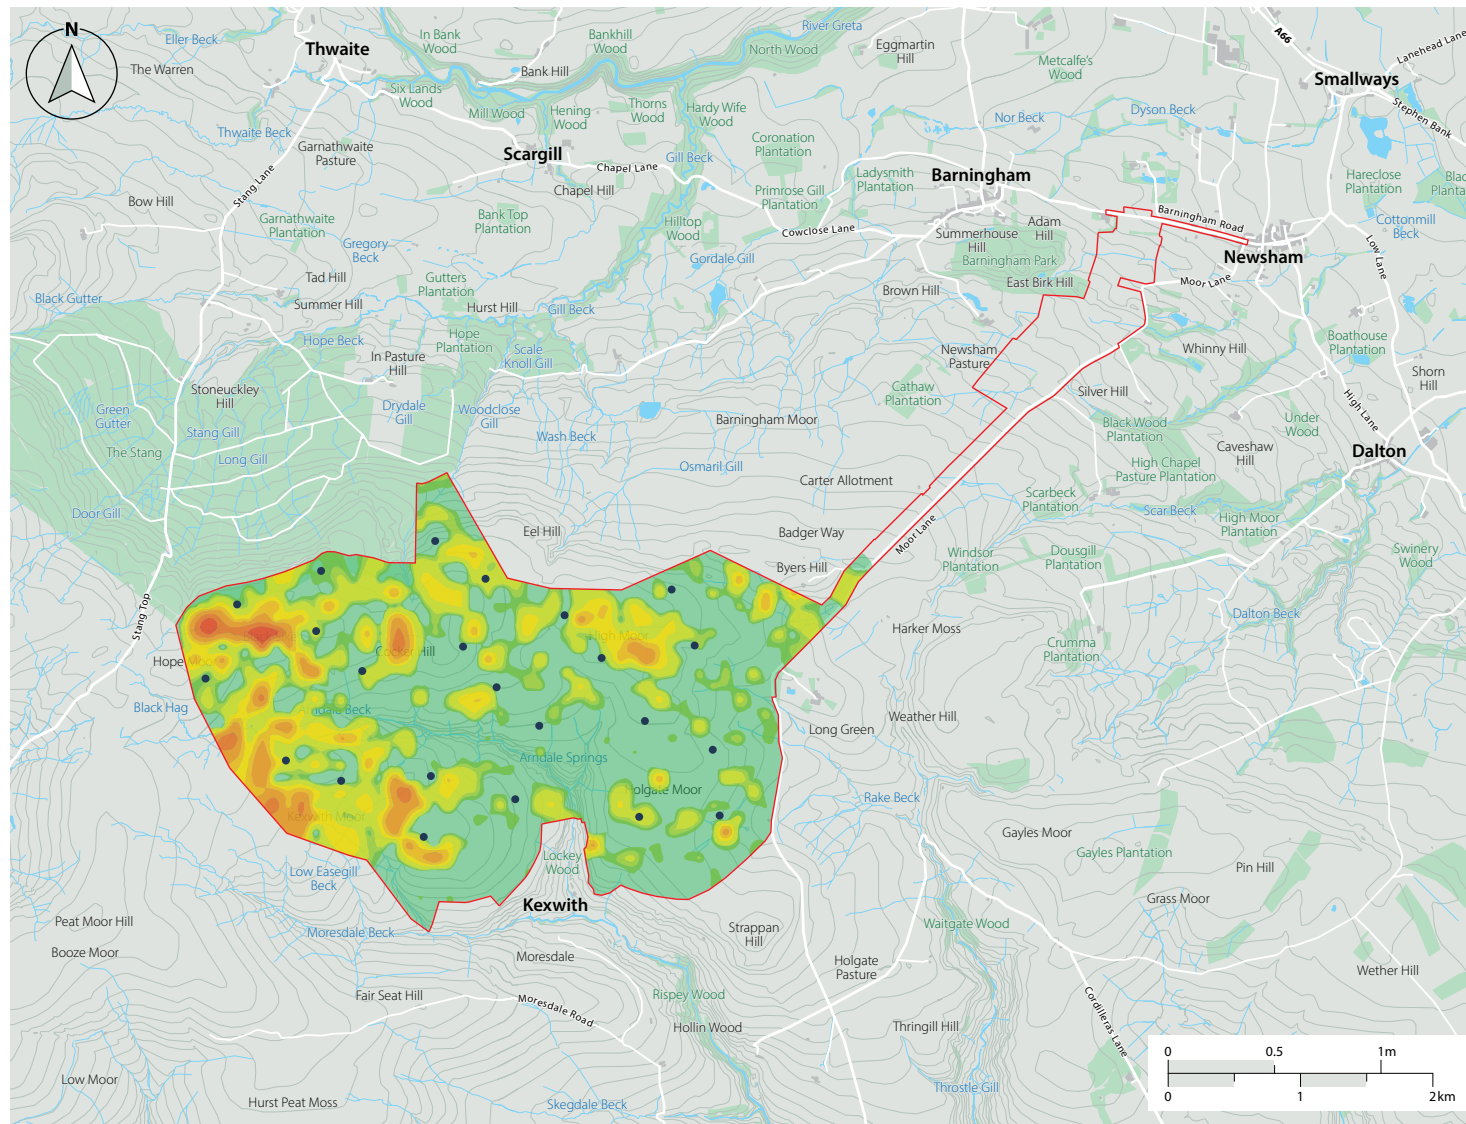 N
Eller Beck
The Warren
Thwaite
In Bank
Wood
Bankhill
Wood
River Greta
North Wood
Eggmartin
Hill
Metcalfe's
Wood
A66
Lanehead Lane
Smallways
Stephen Bank
Bank Hill
Six Lands
Wood
Mill Wood
Hening
Wood
Thorns
Wood
Hardy Wife
Wood
Nor Beck
Dyson Beck
Thwaite Beck
Garnathwaite
Pasture
Scargill
Chapel Lane
Gill Beck
Coronation
Plantation
Ladysmith
Plantation
Barningham
Hareclose
Plantation
Stang Lane
Bow Hill
Chapel Hill
Primrose Gill
Plantation
Garnathwaite
Plantation
Bank Top
Plantation
Hilltop
Wood
Cowclose Lane
Summerhouse
Hill
Adam
Hill
Barningham Road
Cottonmill
Beck
Gregory
Beck
Gordale Gill
Barningham Park
Newsham
Low Lane
Tad Hill
Gutters
Plantation
Brown Hill
East Birk Hill
Moor Lane
Black Gutter
Summer Hill
Hurst Hill
Gill Beck
Hope Beck
Hope
Plantation
In Pasture
Hill
Scale
Knoll Gill
Newsham
Pasture
Whinny Hill
Boathouse
Plantation
Shorn
Hill
Stoneuckley
Hill
Cathaw
Plantation
Silver Hill
High Lane
Green
Gutter
Drydale
Gill
Woodclose
Gill
Barningham Moor
Black Wood
Plantation
Under
Wood
Stang Gill
Wash Beck
The Stang
Long Gill
Osmaril Gill
Caveshaw
Hill
Dalton
High Chapel
Pasture Plantation
Carter Allotment
Scarbeck
Plantation
Door Gill
Scar Beck
High Moor
Plantation
Eel Hill
Badger Way
Moor Lane
Windsor
Plantation
Dousgill
Plantation
Swinery
Wood
Byers Hill
Stang Top
Dalton Beck
Harker Moss
High Moor
Cocker Hill
Crumma
Plantation
Hope Moor
Black Hag
Arndale Beck
Weather Hill
Long Green
Arndale Springs
Holgate Moor
Rake Beck
Kexwith Moor
Gayles Moor
Gayles Plantation
Pin Hill
Lockey
Wood
Low Easegill
Beck
Grass Moor
Kexwith
Peat Moor Hill
Moresdale Beck
Strappan
Hill
Waitgate Wood
Booze Moor
Moresdale
Holgate
Pasture
Wether Hill
Fair Seat Hill
Moresdale Road
Rispey Wood
Hollin Wood
Thringill Hill
Cordilleras Lane
Low Moor
Hurst Peat Moss
Skegdale Beck
Throstle Gill
0 0.5 1m
0 1 2km